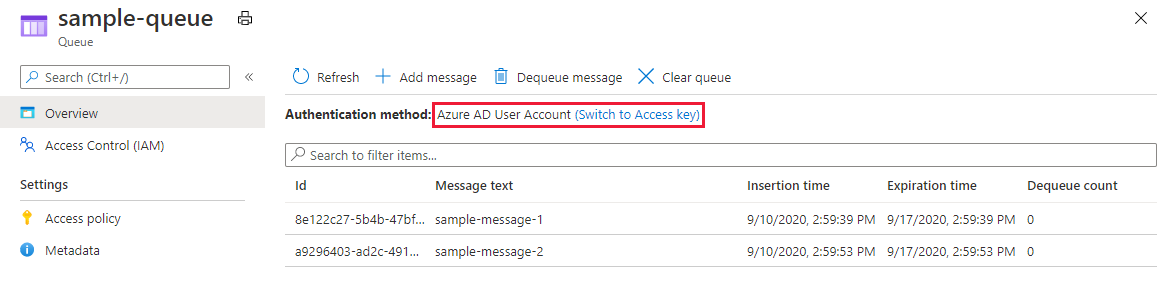 sample-queue
Queue
Search (Ctrl+/)
Overview
Access Control (IAM)
Settings
Access policy
Metadata
Refresh Add message Dequeue message Clear queue
Authentication method: Azure AD User Account (Switch to Access key)
Search to filter items...
Id Message text Insertion time Expiration time Dequeue count
8e122c27-5b4b-47bf... sample-message-1 9/10/2020, 2:59:39 PM 9/17/2020, 2:59:39 PM 0
a9296403-ad2c-491... sample-message-2 9/10/2020, 2:59:53 PM 9/17/2020, 2:59:53 PM 0